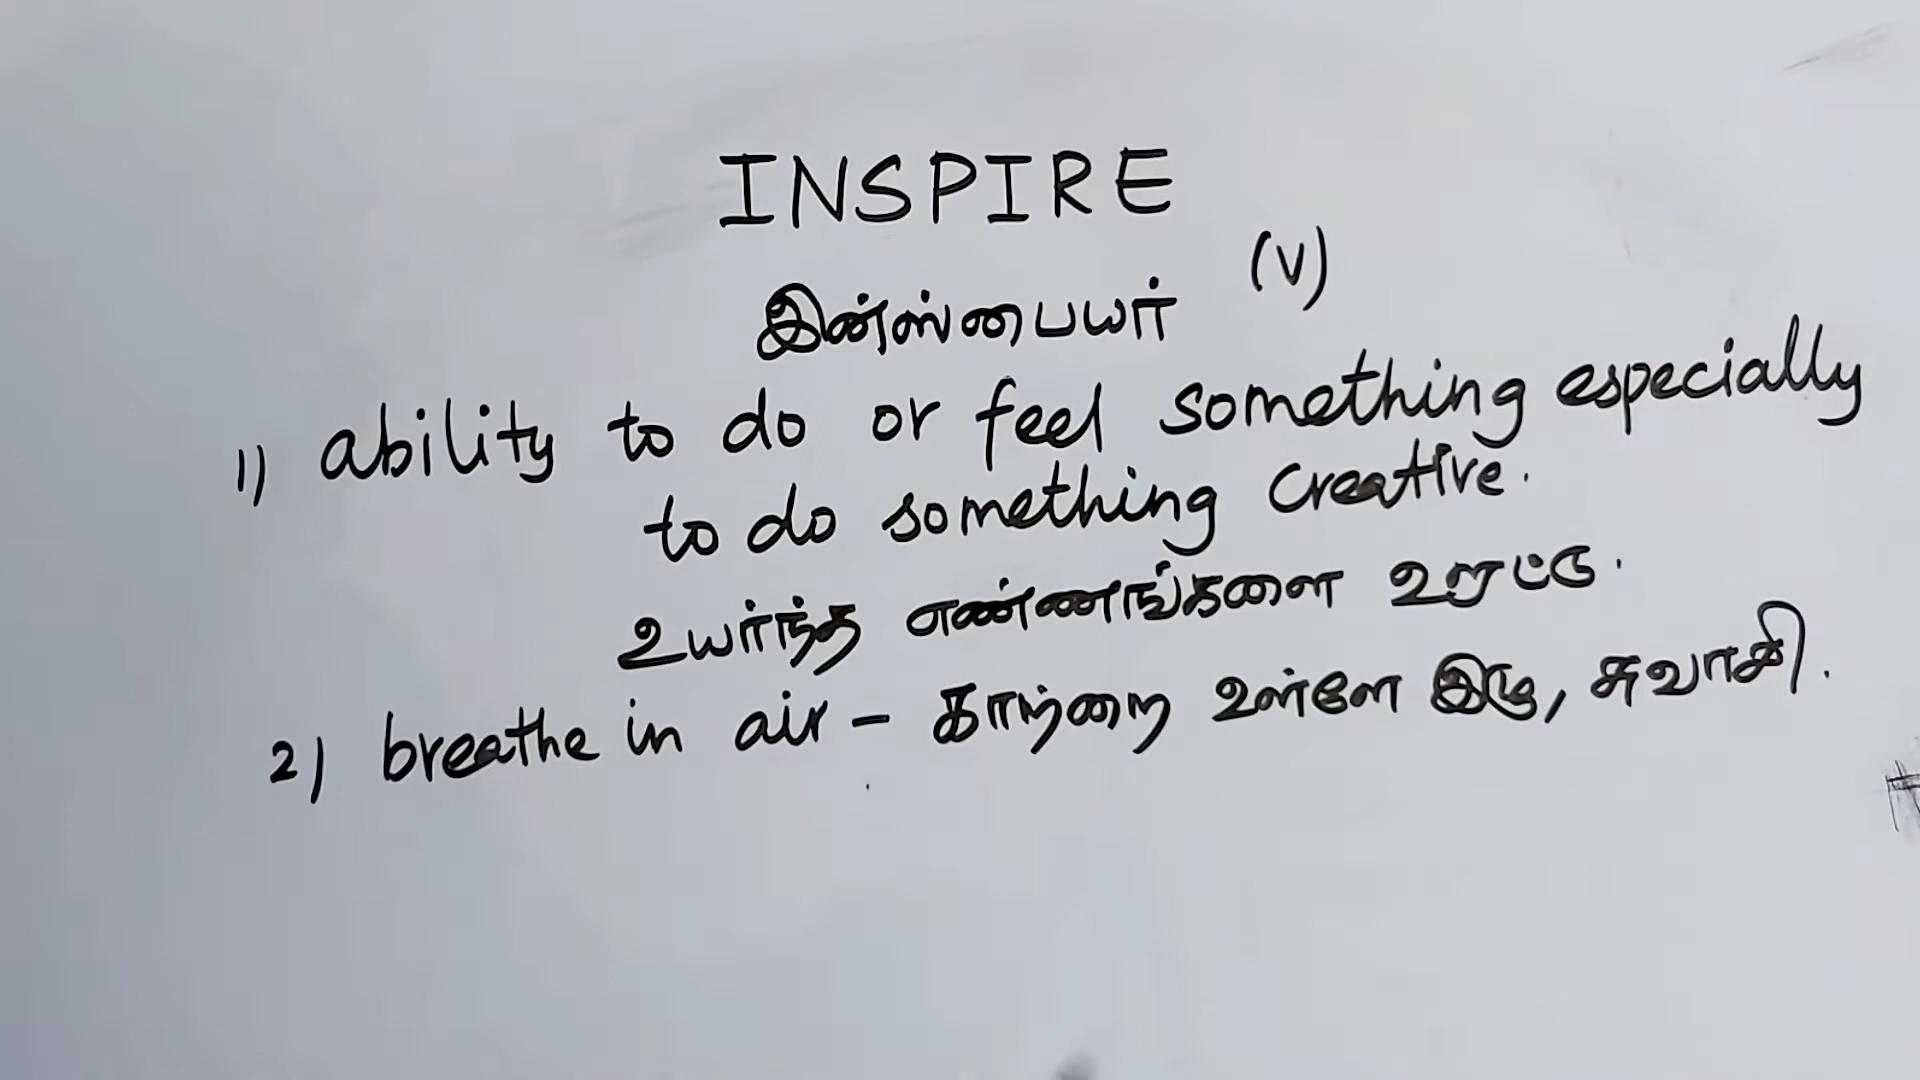 INSPIRE
(V)
இன்ஸ்பையர்
1) ability to do or feel something especially
to do something creative.
உயர்ந்த எண்ணங்களை ஊட்டு.
2) breathe in air - காற்றை உள்ளே இழு, சுவாசி.